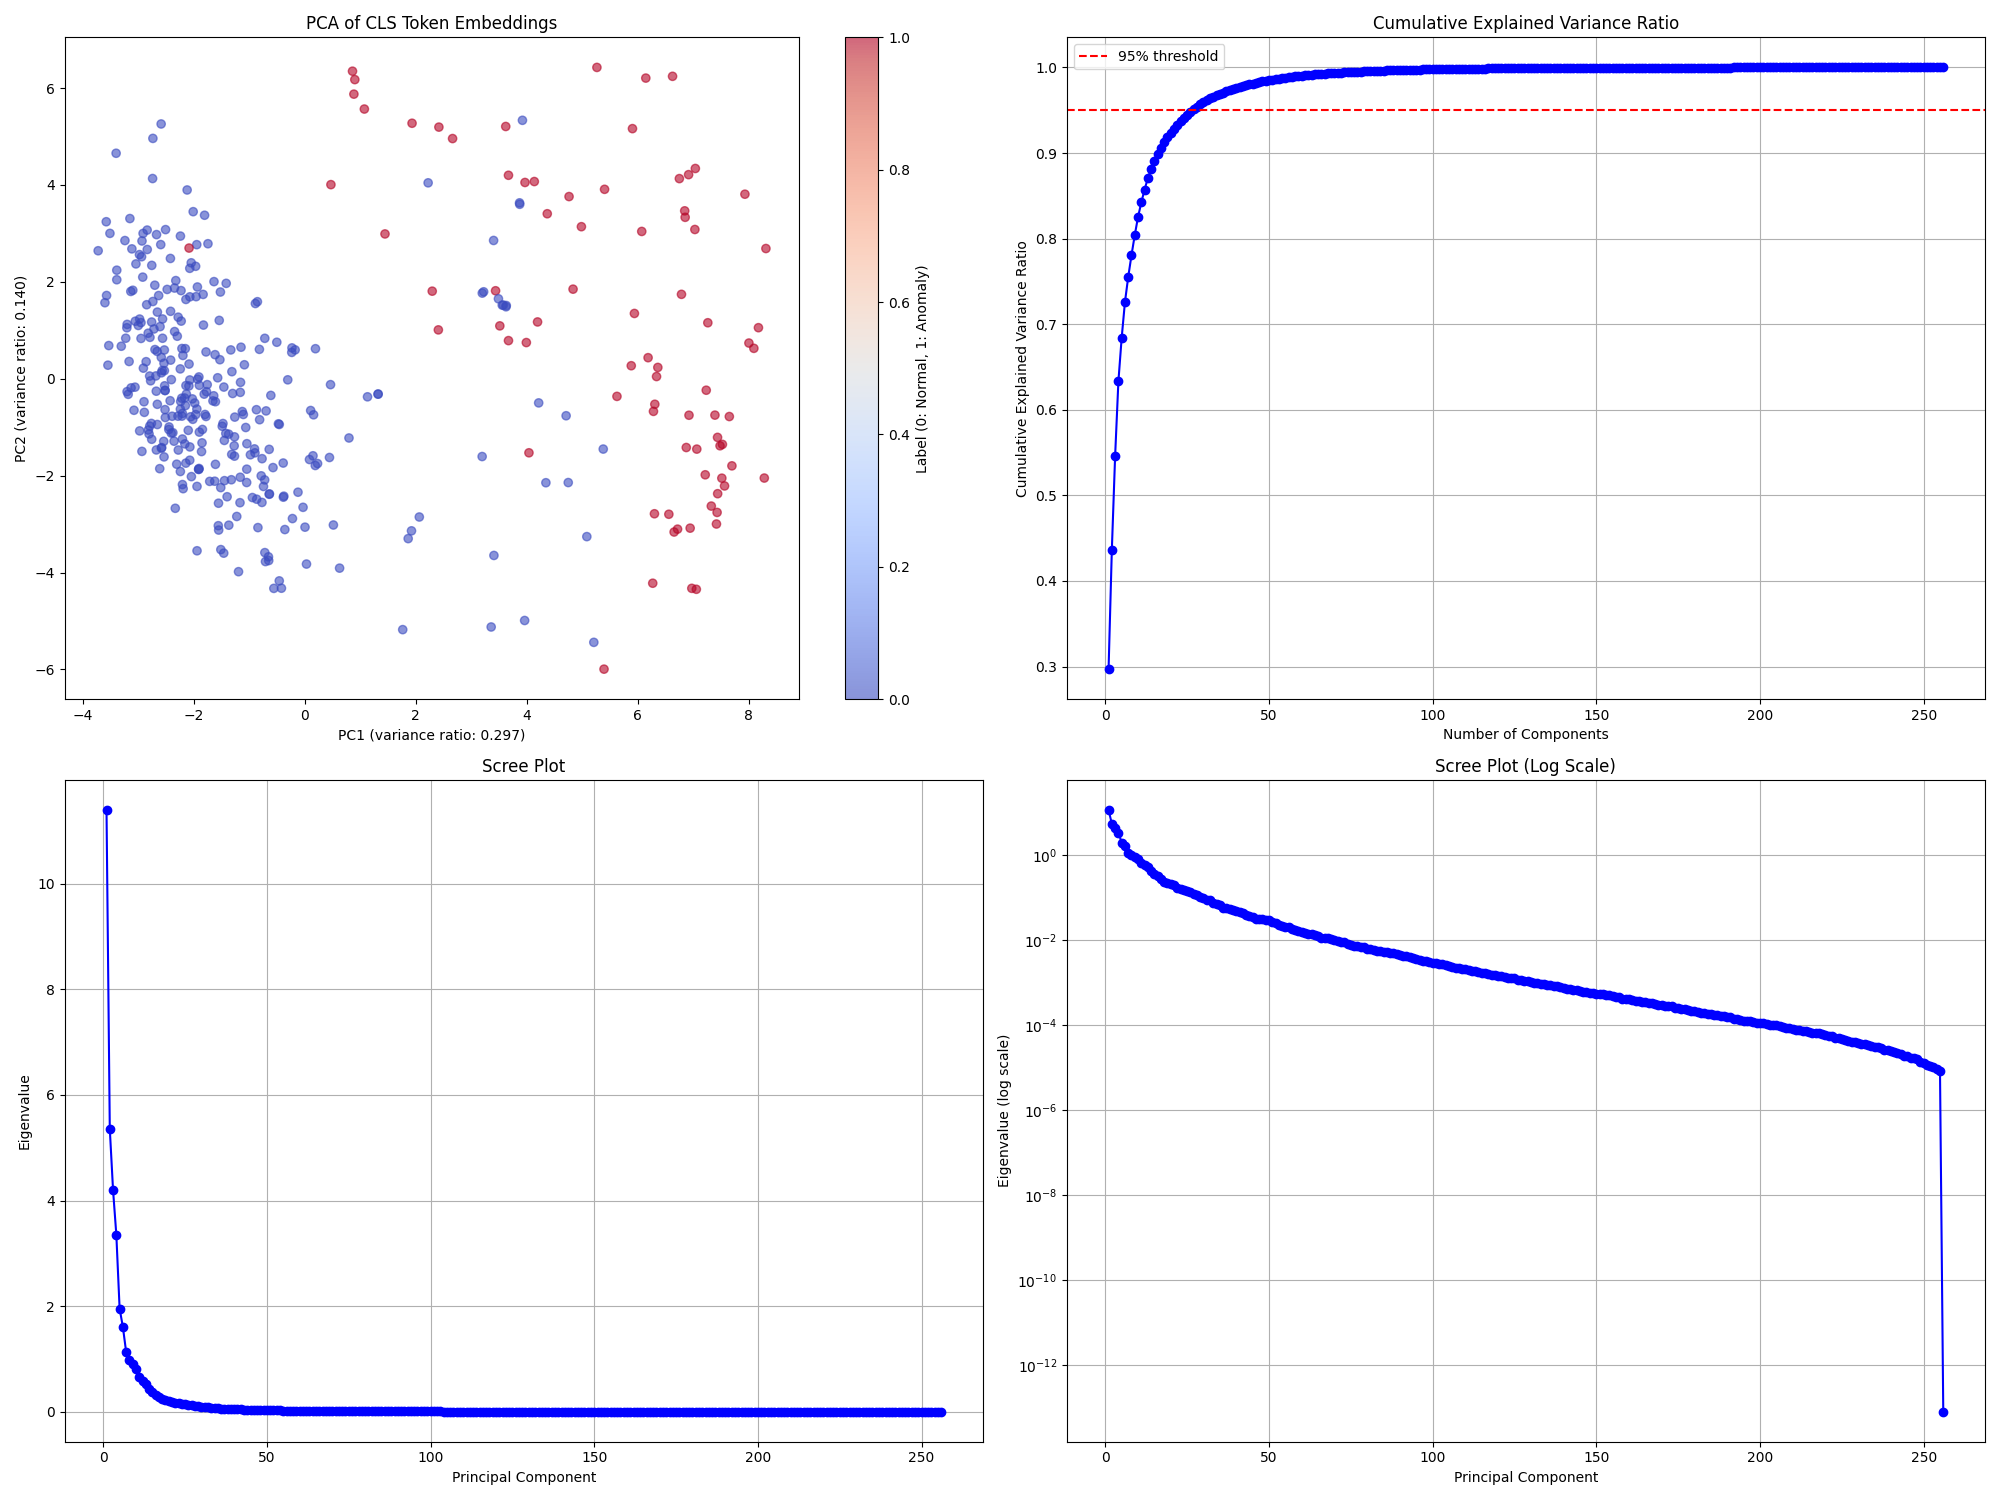 PCA of CLS Token Embeddings
6
4
2
0
−2
−4
−6
PC2 (variance ratio: 0.140)
−4 −2 0 2 4 6 8
PC1 (variance ratio: 0.297)
1.0
0.8
0.6
0.4
0.2
0.0
Label (0: Normal, 1: Anomaly)
Cumulative Explained Variance Ratio
95% threshold
1.0
0.9
0.8
0.7
0.6
0.5
0.4
0.3
Cumulative Explained Variance Ratio
0 50 100 150 200 250
Number of Components
Scree Plot
10
8
6
4
2
0
Eigenvalue
0 50 100 150 200 250
Principal Component
Scree Plot (Log Scale)
10⁰
10⁻²
10⁻⁴
10⁻⁶
10⁻⁸
10⁻¹⁰
10⁻¹²
Eigenvalue (log scale)
0 50 100 150 200 250
Principal Component